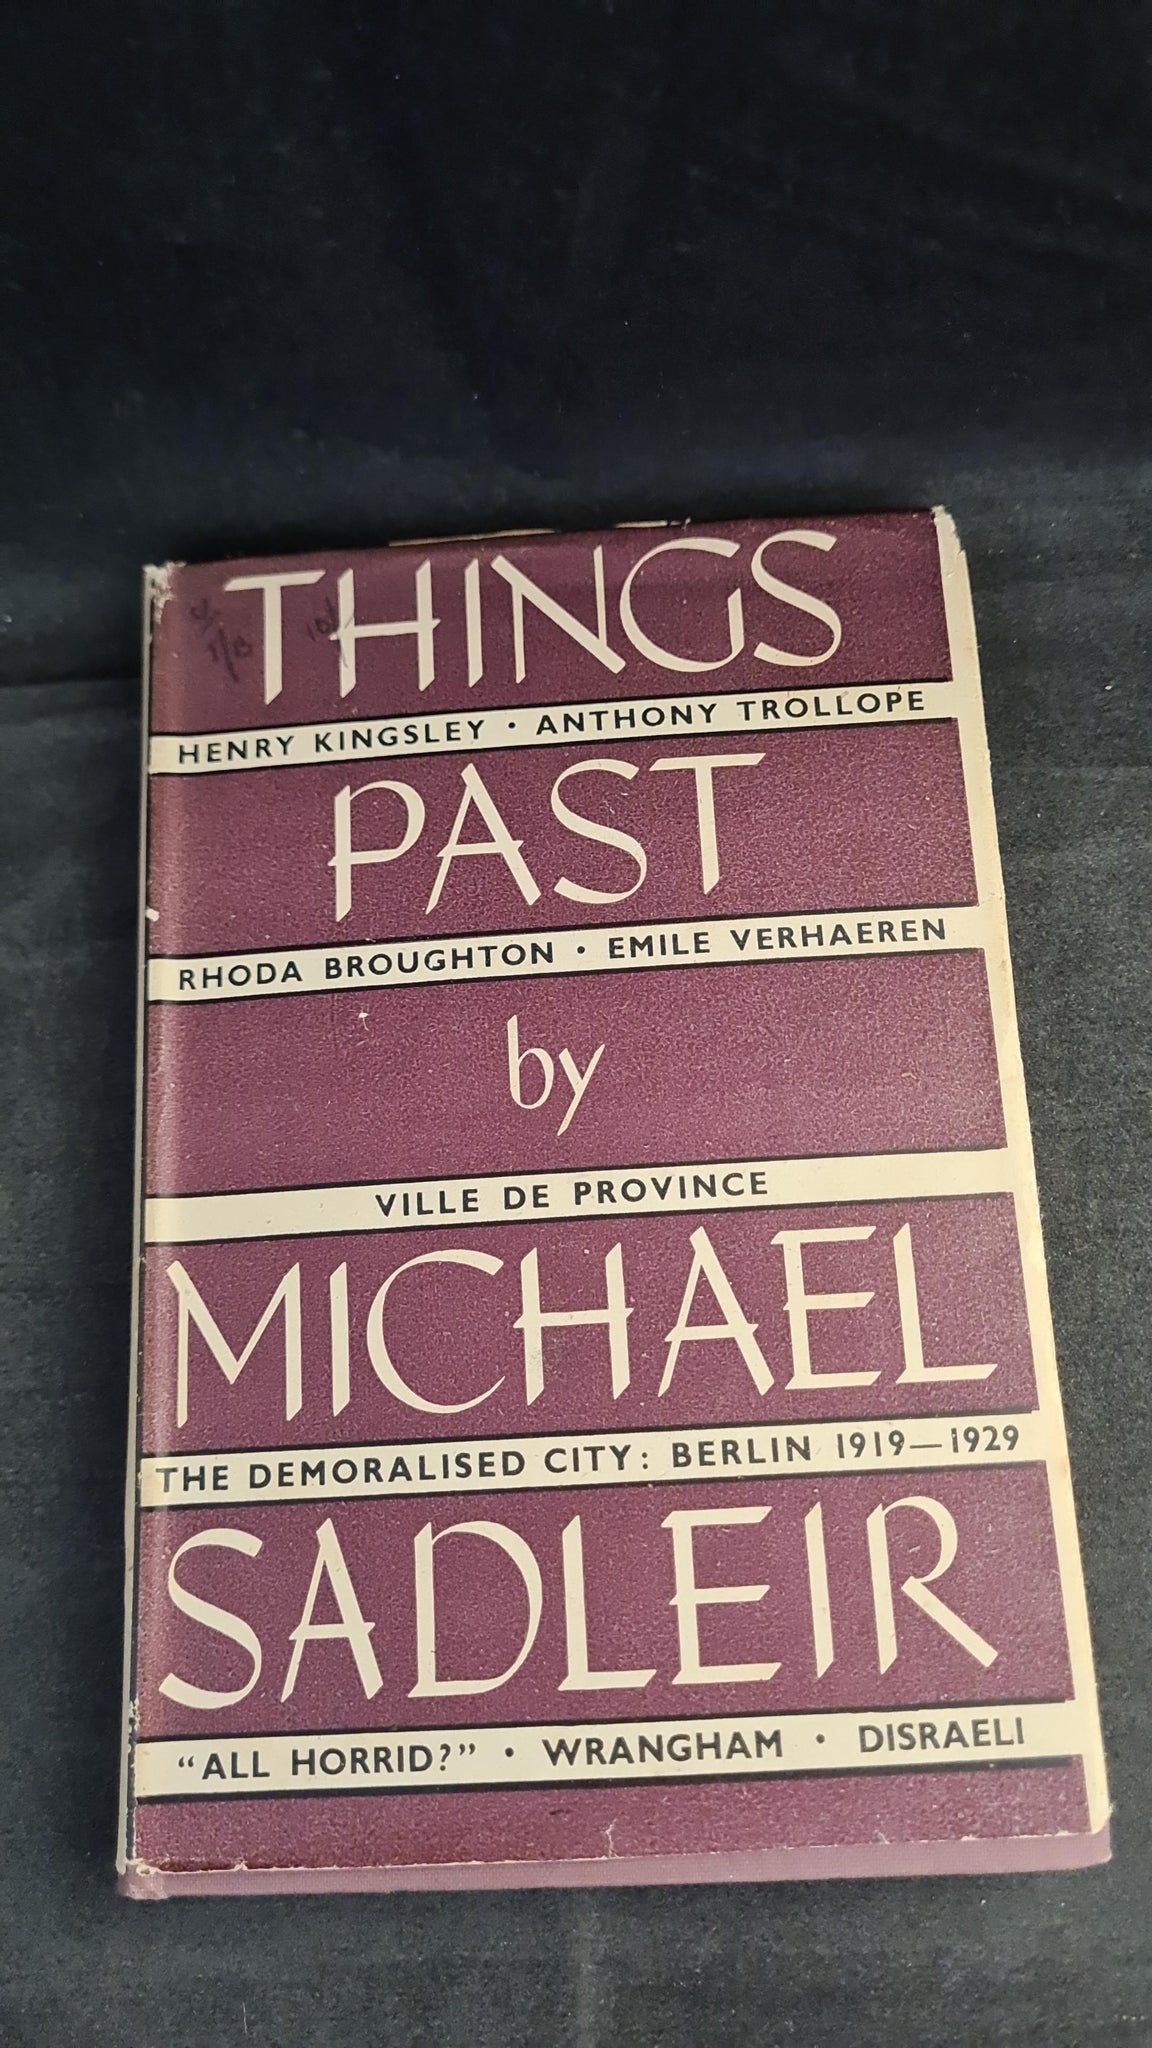 THINGS
HENRY KINGSLEY · ANTHONY TROLLOPE
PAST
RHODA BROUGHTON · EMILE VERHAEREN
by
VILLE DE PROVINCE
MICHAEL
THE DEMORALISED CITY: BERLIN 1919—1929
SADLEIR
"ALL HORRID?" · WRANGHAM · DISRAELI